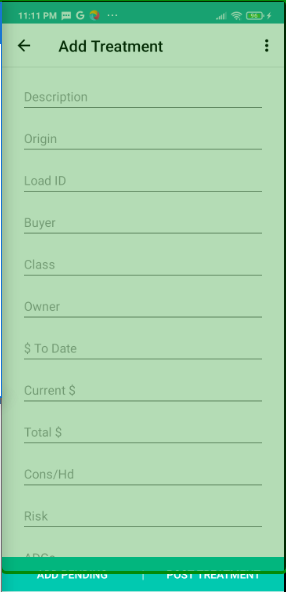 11:11 PM
Add Treatment
Description
Origin
Load ID
Buyer
Class
Owner
$ To Date
Current $
Total $
Cons/Hd
Risk
ADD PENDING | POST TREATMENT